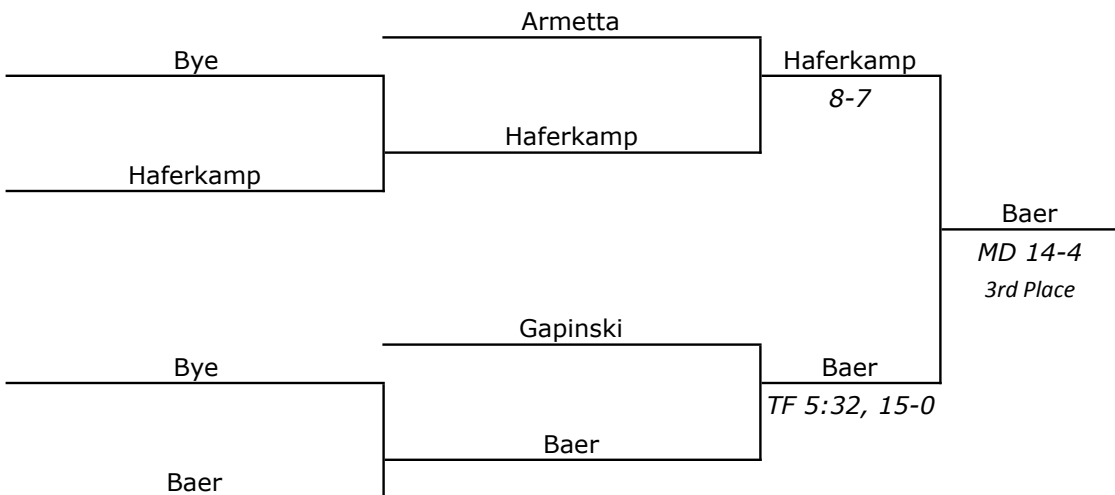 Armetta
Bye
Haferkamp
8-7
Haferkamp
Haferkamp
Baer
MD 14-4
3rd Place
Gapinski
Bye
Baer
TF 5:32, 15-0
Baer
Baer